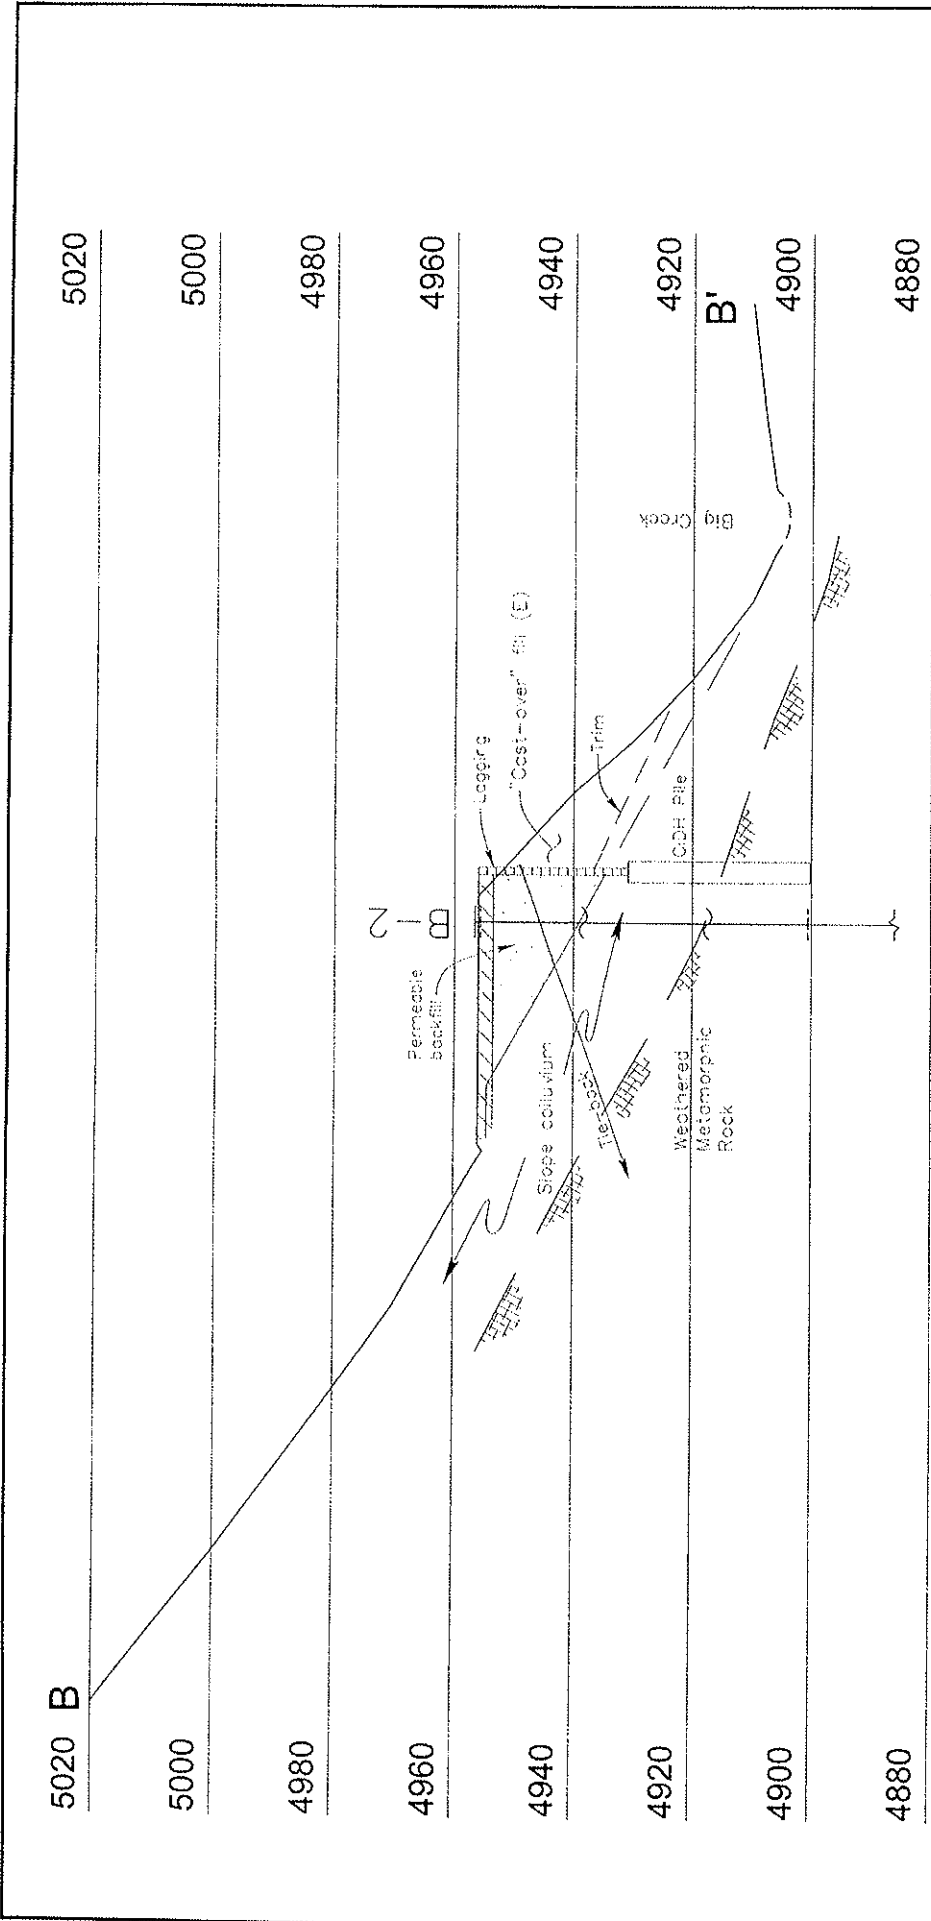 5020 B
5000
4980
4960
4940
4920
4900
4880
5020
5000
4980
4960
4940
4920
4900
4880
B'
B-2
Permeable
backfill
Lagging
"Cast-over" fill (E)
Trim
CIDH Pile
Big Creek
Slope colluvium
Tie-back
Weathered
Metamorphic
Rock